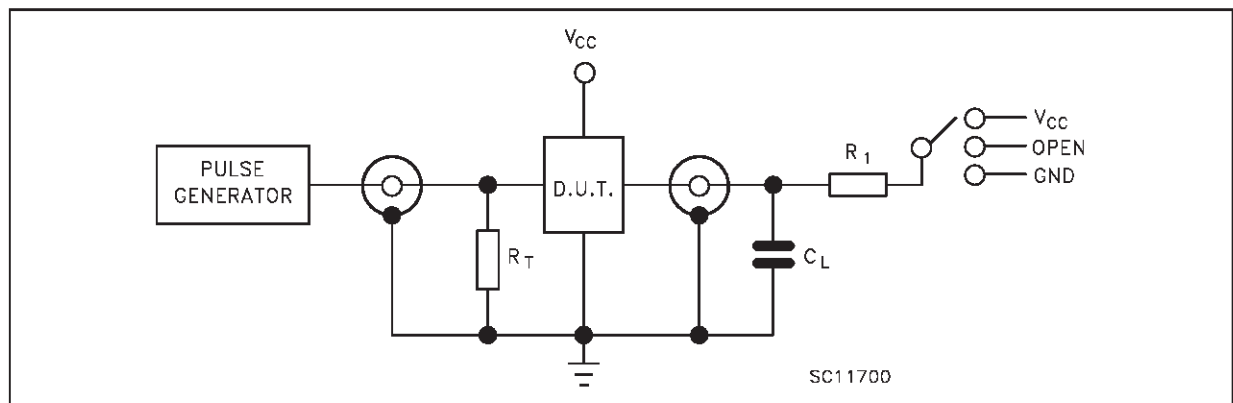 VCC
PULSE
GENERATOR
D.U.T.
RT
R1
CL
VCC
OPEN
GND
SC11700